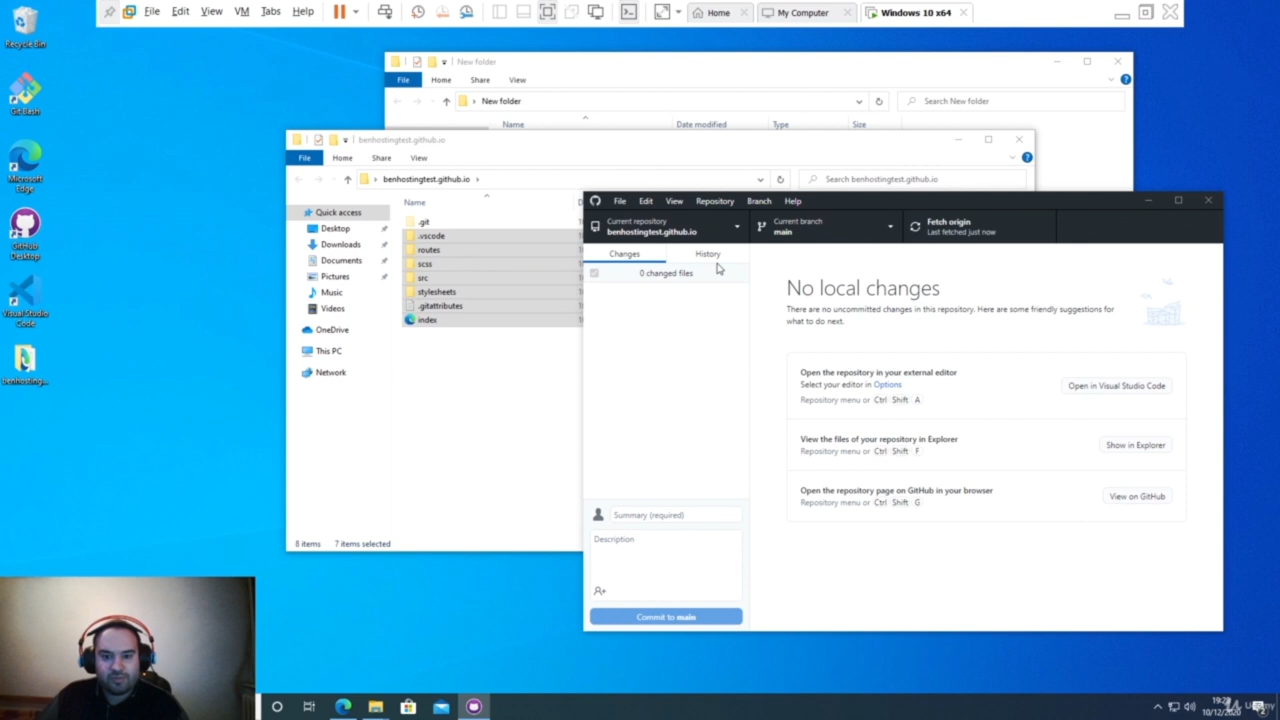 File Edit View VM Tabs Help
Home
My Computer
Windows 10 x64
Recycle Bin
Git Bash
Microsoft
Edge
GitHub
Desktop
Visual Studio
Code
benhosting...
New folder
File Home Share View
New folder
Search New folder
Name Date modified Type Size
benhostingtest.github.io
File Home Share View
benhostingtest.github.io
Search benhostingtest.github.io
Quick access
Desktop
Downloads
Documents
Pictures
Music
Videos
OneDrive
This PC
Network
Name
.git
.vscode
routes
scss
src
stylesheets
.gitattributes
index
8 items 7 items selected
File Edit View Repository Branch Help
Current repository
benhostingtest.github.io
Current branch
main
Fetch origin
Last fetched just now
Changes History
0 changed files
Summary (required)
Description
Commit to main
No local changes
There are no uncommitted changes in this repository. Here are some friendly suggestions for
what to do next.
Open the repository in your external editor
Select your editor in Options
Repository menu or Ctrl Shift A
Open in Visual Studio Code
View the files of your repository in Explorer
Repository menu or Ctrl Shift F
Show in Explorer
Open the repository page on GitHub in your browser
Repository menu or Ctrl Shift G
View on GitHub
10/12/2020
Udemy